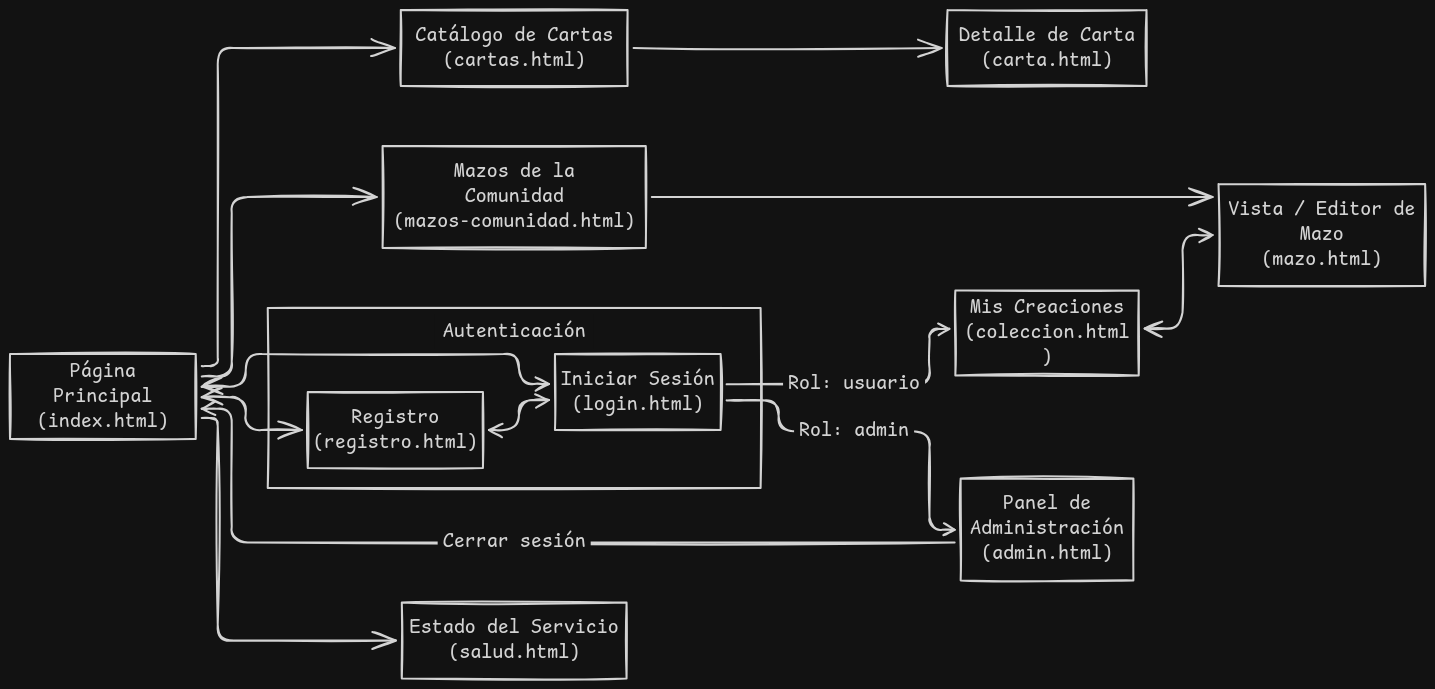 Catálogo de Cartas
(cartas.html)
Detalle de Carta
(carta.html)
Mazos de la
Comunidad
(mazos-comunidad.html)
Vista / Editor de
Mazo
(mazo.html)
Mis Creaciones
(coleccion.html
)
Autenticación
Página
Principal
(index.html)
Iniciar Sesión
(login.html)
Rol: usuario
Registro
(registro.html)
Rol: admin
Panel de
Administración
(admin.html)
Cerrar sesión
Estado del Servicio
(salud.html)